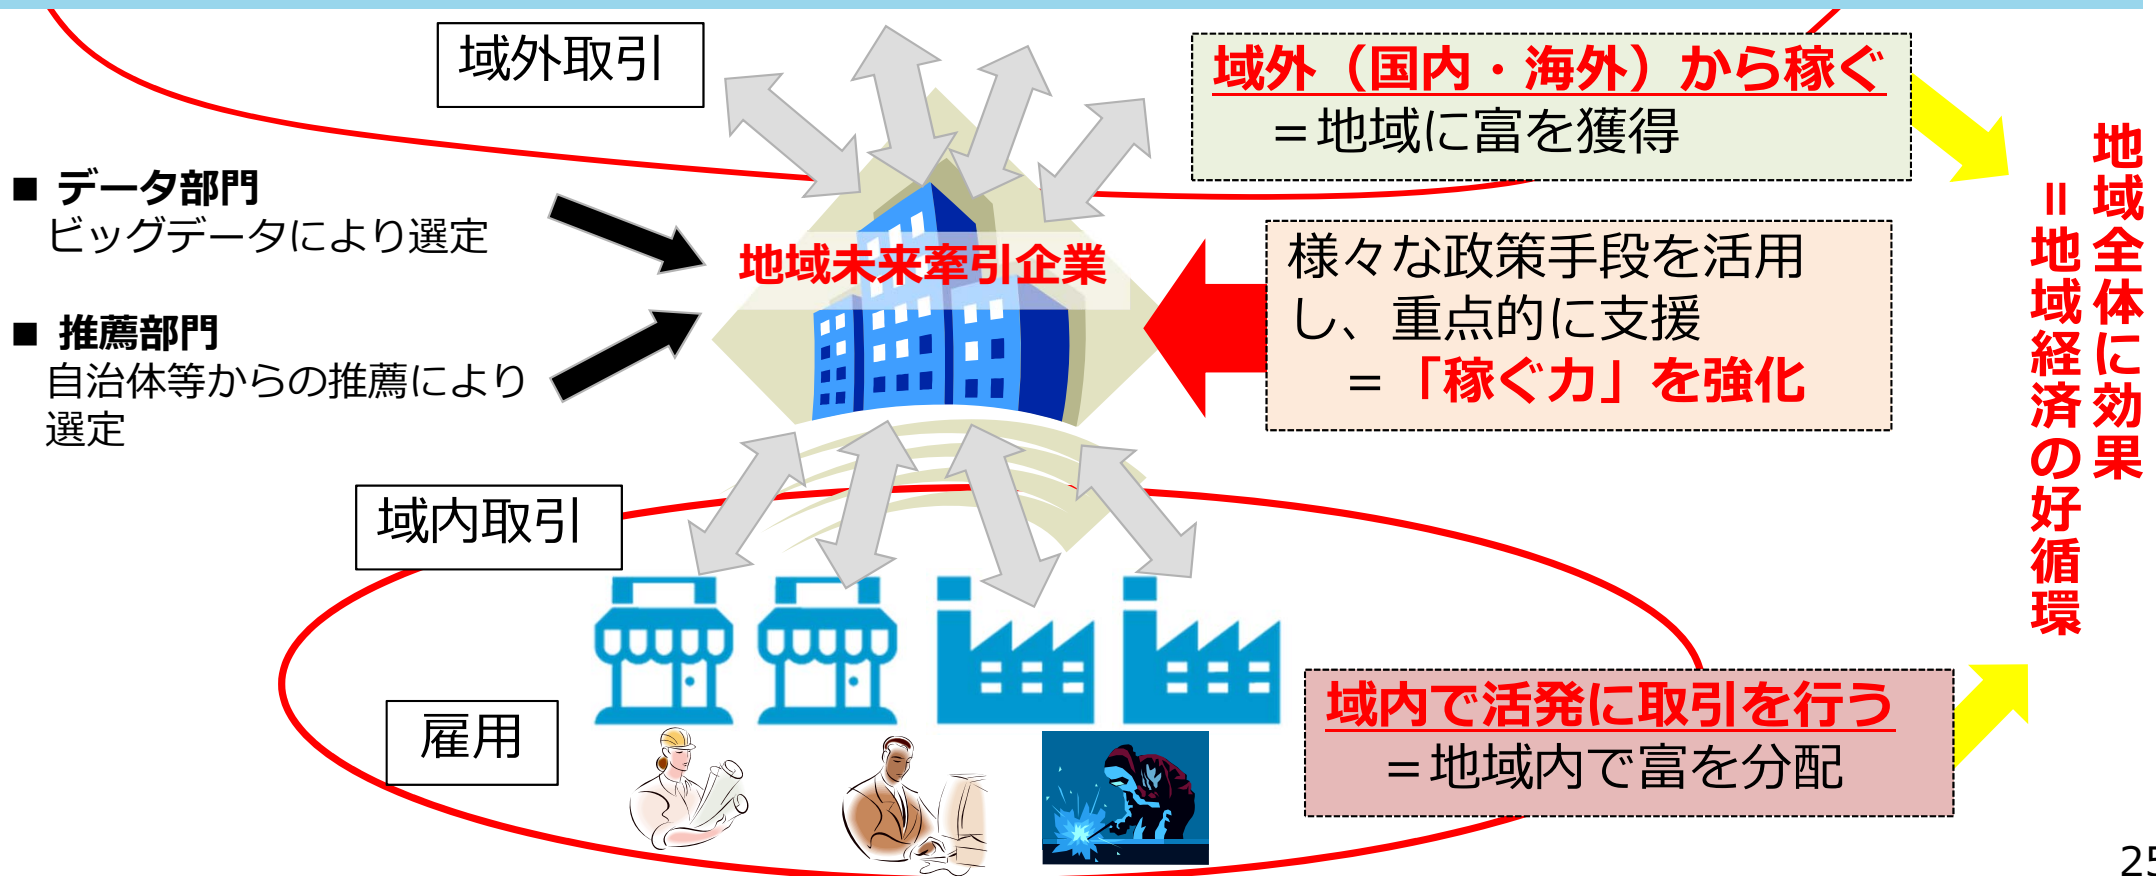 域外取引
域外（国内・海外）から稼ぐ
＝地域に富を獲得
■ データ部門
ビッグデータにより選定
■ 推薦部門
自治体等からの推薦により
選定
地域未来牽引企業
様々な政策手段を活用
し、重点的に支援
＝「稼ぐ力」を強化
地域全体に効果
＝地域経済の好循環
域内取引
雇用
域内で活発に取引を行う
＝地域内で富を分配
25